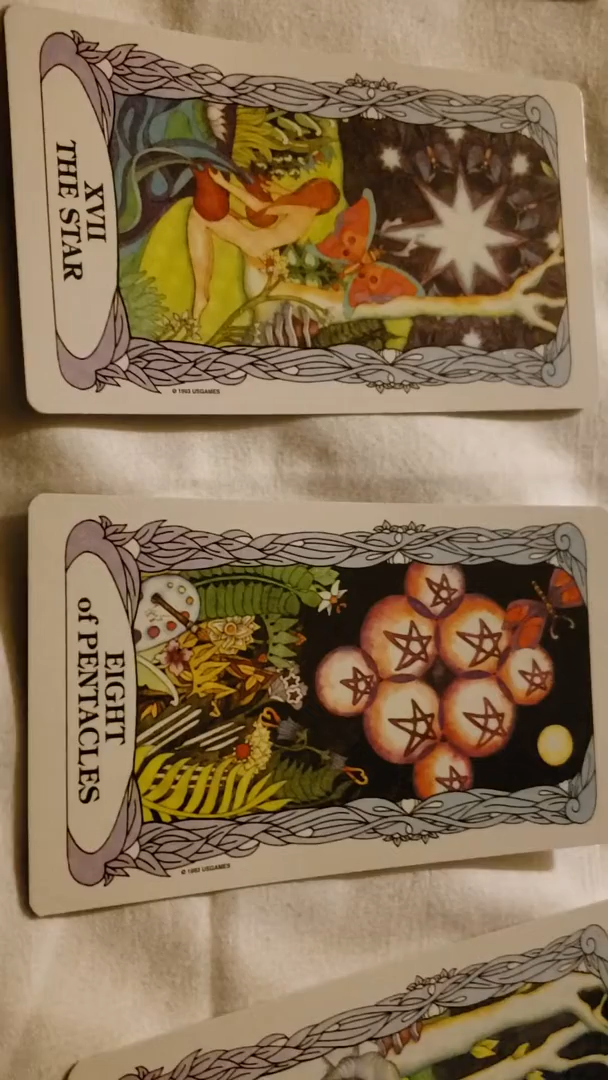 XVII
THE STAR
© 1993 USGAMES
EIGHT
of PENTACLES
© 1993 USGAMES